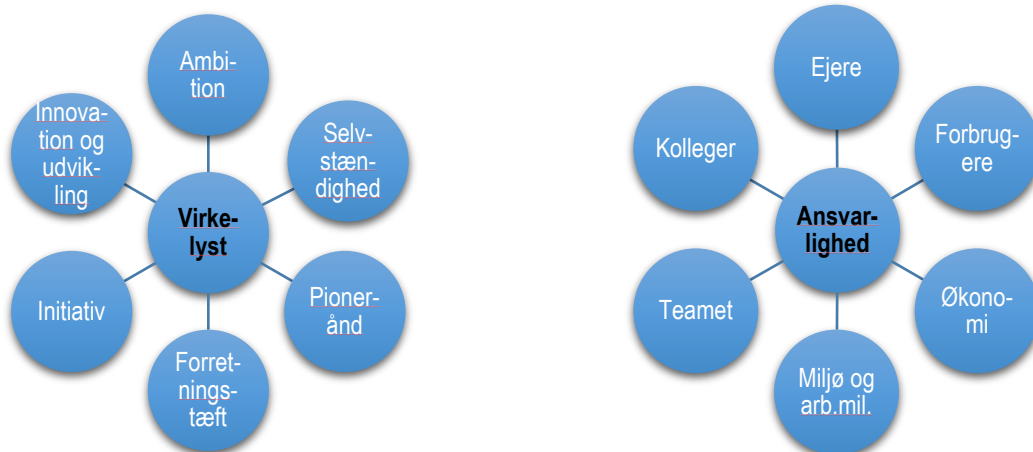 Ambi-
tion
Selv-
stæn-
dighed
Pioner-
ånd
Forret-
nings-
tæft
Initiativ
Innova-
tion og
udvik-
ling
Virke-
lyst
Ejere
Forbrug-
ere
Økono-
mi
Miljø og
arb.mil.
Teamet
Kolleger
Ansvar-
lighed